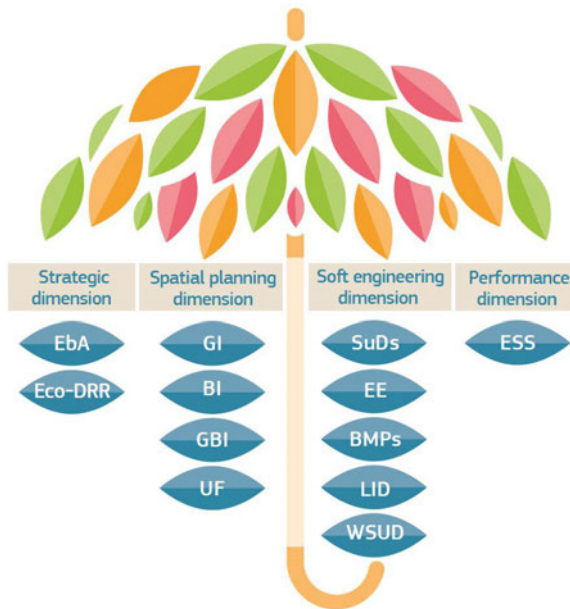 Strategic
dimension
Spatial planning
dimension
Soft engineering
dimension
Performance
dimension
EbA
Eco-DRR
GI
BI
GBI
UF
SuDs
EE
BMPs
LID
WSUD
ESS